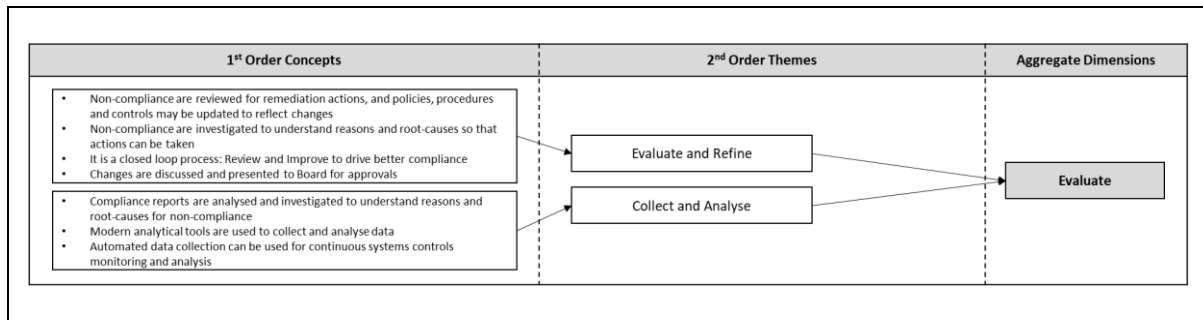 1st Order Concepts
2nd Order Themes
Aggregate Dimensions
• Non-compliance are reviewed for remediation actions, and policies, procedures
and controls may be updated to reflect changes
• Non-compliance are investigated to understand reasons and root-causes so that
actions can be taken
• It is a closed loop process: Review and Improve to drive better compliance
• Changes are discussed and presented to Board for approvals
Evaluate and Refine
Evaluate
• Compliance reports are analysed and investigated to understand reasons and
root-causes for non-compliance
• Modern analytical tools are used to collect and analyse data
• Automated data collection can be used for continuous systems controls
monitoring and analysis
Collect and Analyse